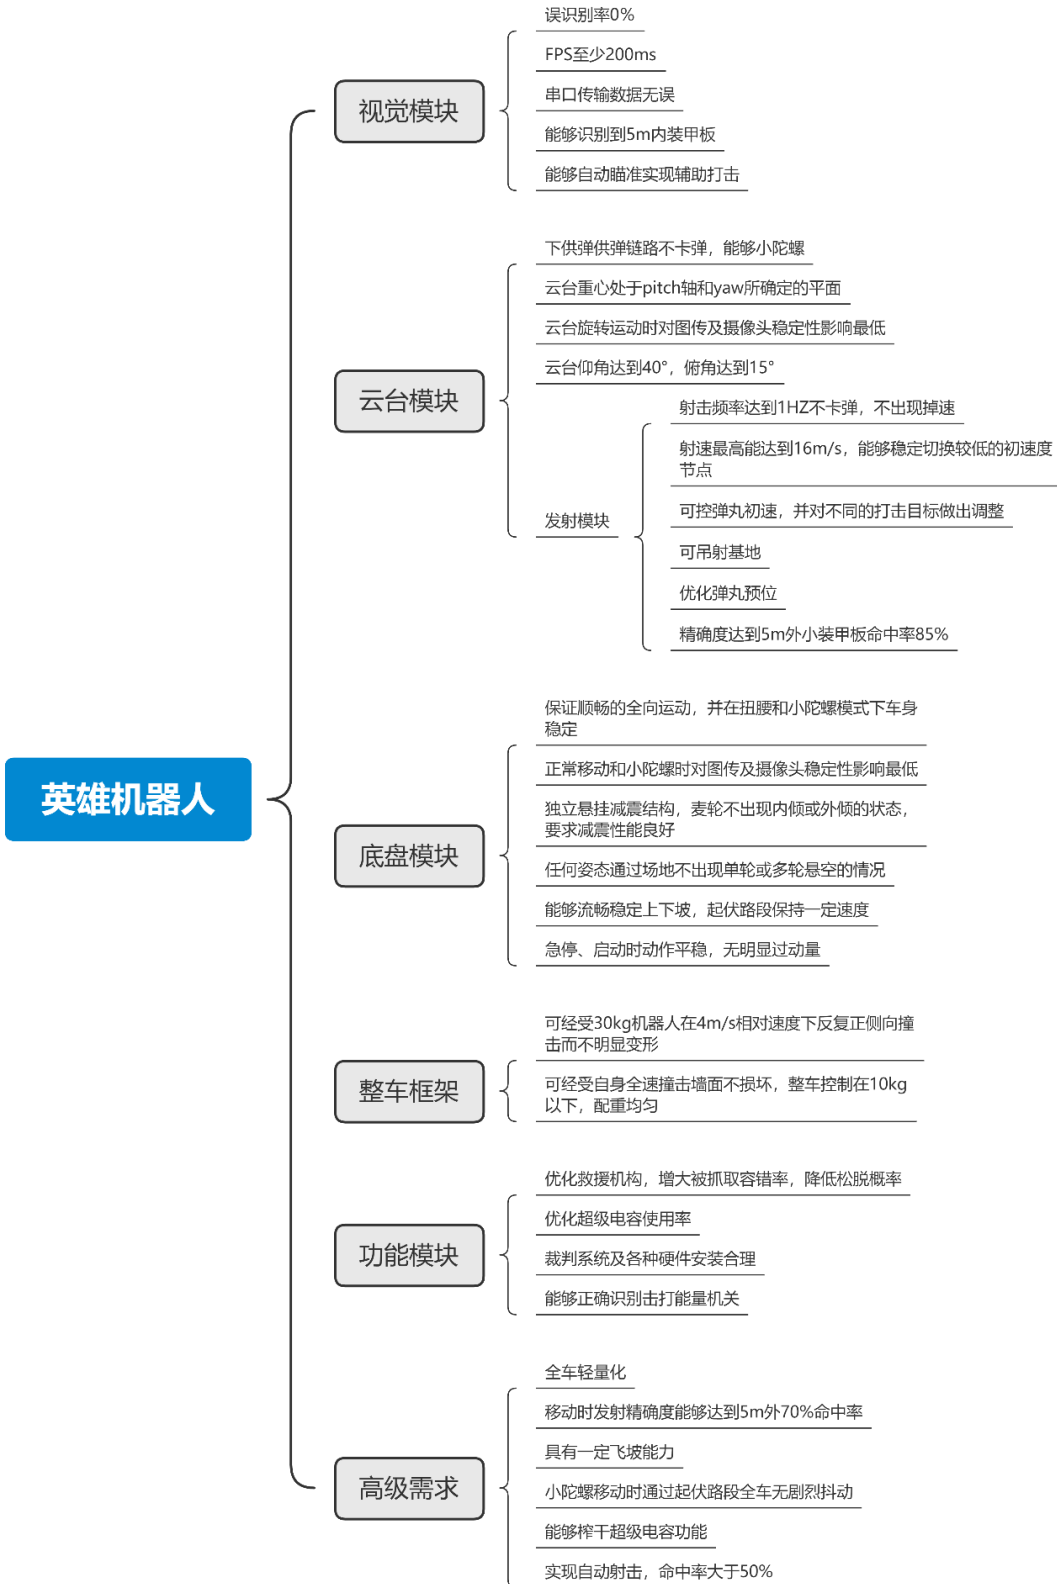 英雄机器人
视觉模块
误识别率0%
FPS至少200ms
串口传输数据无误
能够识别到5m内装甲板
能够自动瞄准实现辅助打击
云台模块
下供弹供弹链路不卡弹，能够小陀螺
云台重心处于pitch轴和yaw所确定的平面
云台旋转运动时对图传及摄像头稳定性影响最低
云台仰角达到40°，俯角达到15°
发射模块
射击频率达到1HZ不卡弹，不出现掉速
射速最高能达到16m/s，能够稳定切换较低的初速度
节点
可控弹丸初速，并对不同的打击目标做出调整
可吊射基地
优化弹丸预位
精确度达到5m外小装甲板命中率85%
底盘模块
保证顺畅的全向运动，并在扭腰和小陀螺模式下车身
稳定
正常移动和小陀螺时对图传及摄像头稳定性影响最低
独立悬挂减震结构，麦轮不出现内倾或外倾的状态，
要求减震性能良好
任何姿态通过场地不出现单轮或多轮悬空的情况
能够流畅稳定上下坡，起伏路段保持一定速度
急停、启动时动作平稳，无明显过动量
整车框架
可经受30kg机器人在4m/s相对速度下反复正侧向撞
击而不明显变形
可经受自身全速撞击墙面不损坏，整车控制在10kg
以下，配重均匀
功能模块
优化救援机构，增大被抓取容错率，降低松脱概率
优化超级电容使用率
裁判系统及各种硬件安装合理
能够正确识别击打能量机关
高级需求
全车轻量化
移动时发射精确度能够达到5m外70%命中率
具有一定飞坡能力
小陀螺移动时通过起伏路段全车无剧烈抖动
能够榨干超级电容功能
实现自动射击，命中率大于50%